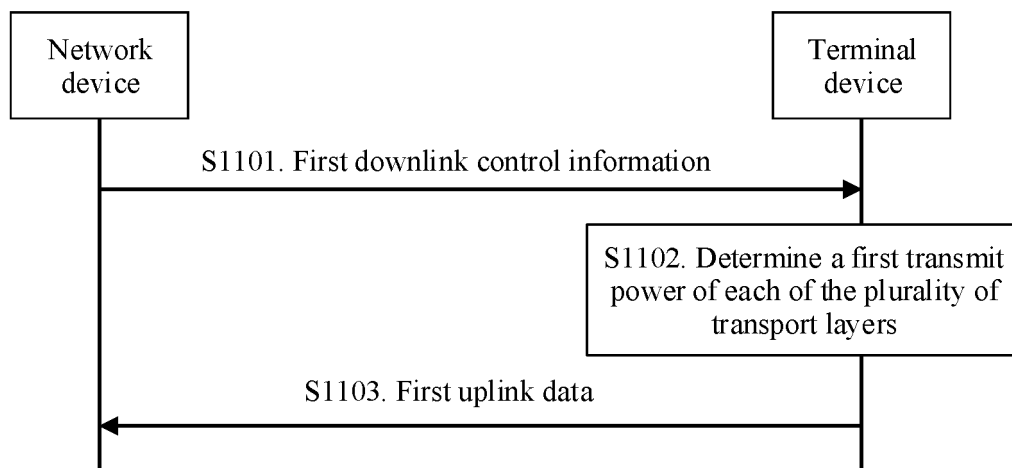 Network
device
Terminal
device
S1101. First downlink control information
S1102. Determine a first transmit
power of each of the plurality of
transport layers
S1103. First uplink data